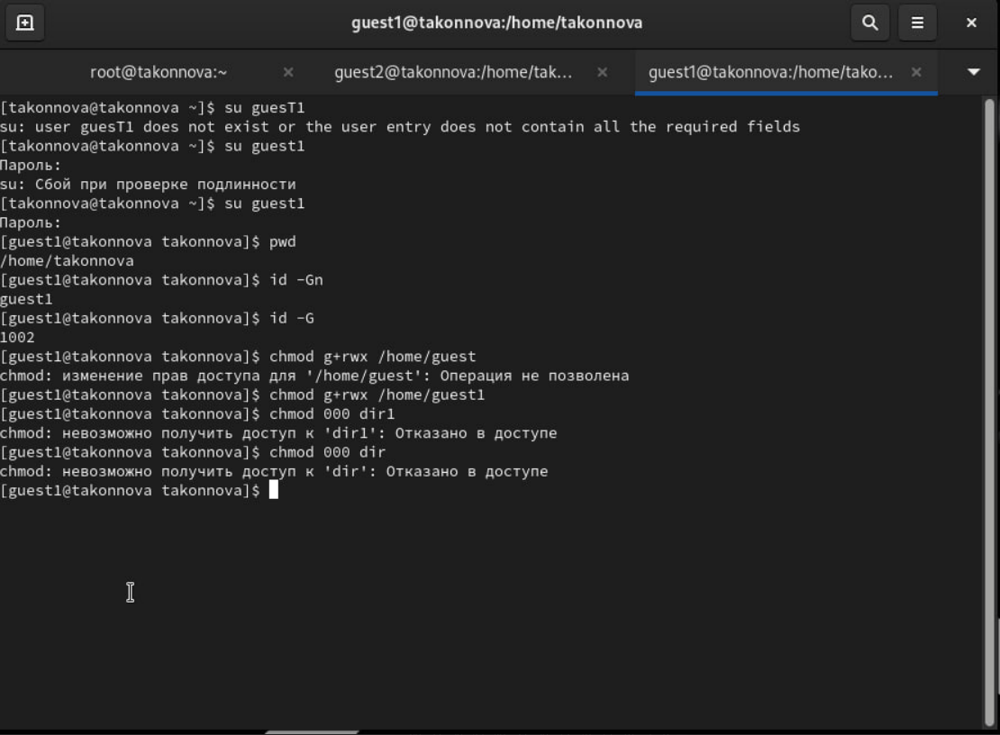 guest1@takonnova:/home/takonnova
root@takonnova:~
guest2@takonnova:/home/tak…
guest1@takonnova:/home/tako…
[takonnova@takonnova ~]$ su guesT1
su: user guesT1 does not exist or the user entry does not contain all the required fields
[takonnova@takonnova ~]$ su guest1
Пароль:
su: Сбой при проверке подлинности
[takonnova@takonnova ~]$ su guest1
Пароль:
[guest1@takonnova takonnova]$ pwd
/home/takonnova
[guest1@takonnova takonnova]$ id -Gn
guest1
[guest1@takonnova takonnova]$ id -G
1002
[guest1@takonnova takonnova]$ chmod g+rwx /home/guest
chmod: изменение прав доступа для '/home/guest': Операция не позволена
[guest1@takonnova takonnova]$ chmod g+rwx /home/guest1
[guest1@takonnova takonnova]$ chmod 000 dir1
chmod: невозможно получить доступ к 'dir1': Отказано в доступе
[guest1@takonnova takonnova]$ chmod 000 dir
chmod: невозможно получить доступ к 'dir': Отказано в доступе
[guest1@takonnova takonnova]$